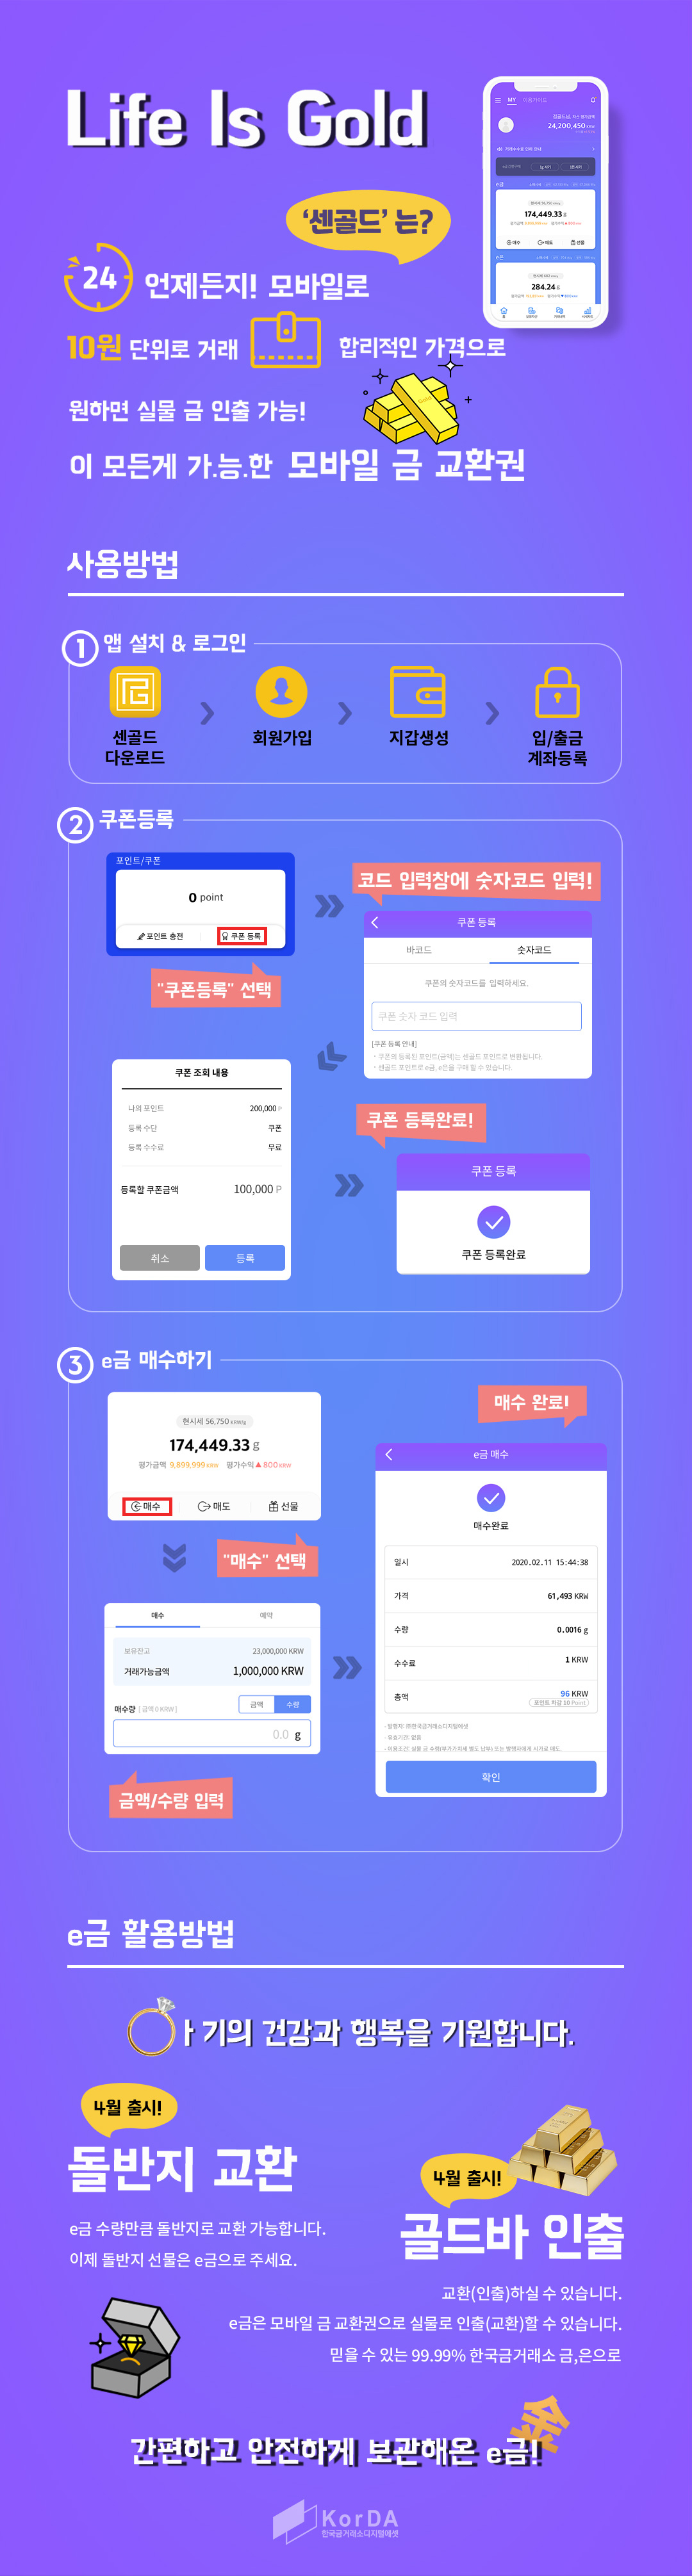 Life Is Gold
MY 이용가이드
24,200,450
e금
현시세 56,750
174,449.33 g
매수 매도 선물
e은
284.24 g
'센골드' 는?
24 언제든지! 모바일로
10원 단위로 거래 합리적인 가격으로
Gold
원하면 실물 금 인출 가능!
이 모든게 가.능.한 모바일 금 교환권
사용방법
1 앱 설치 & 로그인
센골드
다운로드
회원가입
지갑생성
입/출금
계좌등록
2 쿠폰등록
포인트/쿠폰
0 point
포인트 충전 쿠폰 등록
"쿠폰등록" 선택
코드 입력창에 숫자코드 입력!
쿠폰 등록
바코드 숫자코드
쿠폰의 숫자코드를 입력하세요.
쿠폰 숫자 코드 입력
[쿠폰 등록 안내]
- 쿠폰의 등록된 포인트(금액)는 센골드 포인트로 변환됩니다.
- 센골드 포인트로 e금, e은을 구매 할 수 있습니다.
쿠폰 조회 내용
나의 포인트 200,000 P
등록 수단 쿠폰
등록 수수료 무료
등록할 쿠폰금액 100,000 P
취소 등록
쿠폰 등록완료!
쿠폰 등록
쿠폰 등록완료
3 e금 매수하기
현시세 56,750 KRW/g
174,449.33 g
평가금액 9,899,999 KRW 평가수익 ▲ 800 KRW
매수 매도 선물
"매수" 선택
매수 예약
보유잔고 23,000,000 KRW
거래가능금액 1,000,000 KRW
매수량 [ 금액 0 KRW ] 금액 수량
0.0 g
금액/수량 입력
매수 완료!
e금 매수
매수완료
일시 2020.02.11 15:44:38
가격 61,493 KRW
수량 0.0016 g
수수료 1 KRW
총액 96 KRW
포인트 차감 10 Point
- 발행자: ㈜한국금거래소디지털에셋
- 유효기간: 없음
- 이용조건: 실물 금 수량(부가가치세 별도 납부) 또는 발행자에게 시가로 매도.
확인
e금 활용방법
아기의 건강과 행복을 기원합니다.
4월 출시!
돌반지 교환
e금 수량만큼 돌반지로 교환 가능합니다.
이제 돌반지 선물은 e금으로 주세요.
4월 출시!
골드바 인출
교환(인출)하실 수 있습니다.
e금은 모바일 금 교환권으로 실물로 인출(교환)할 수 있습니다.
믿을 수 있는 99.99% 한국금거래소 금,은으로
金
간편하고 안전하게 보관해온 e금!
KorDA
한국금거래소디지털에셋